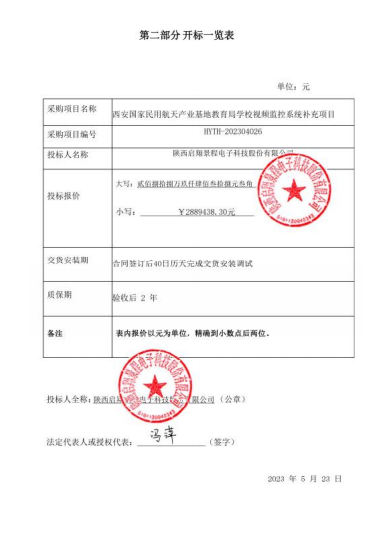 第二部分 开标一览表
单位：元
采购项目名称 西安国家民用航天产业基地教育局学校视频监控系统补充项目
采购项目编号 HYTH-202304026
投标人名称 陕西启翔景程电子科技股份有限公司
投标报价 大写：贰佰捌拾捌万玖仟肆佰叁拾捌元叁角
小写： ￥2889438.30元
交货安装期 合同签订后40日历天完成交货安装调试
质保期 验收后 2 年
备注 表内报价以元为单位，精确到小数点后两位。
投标人全称：陕西启翔景程电子科技股份有限公司（公章）
法定代表人或授权代表： 冯萍 （签字）
2023 年 5 月 23 日